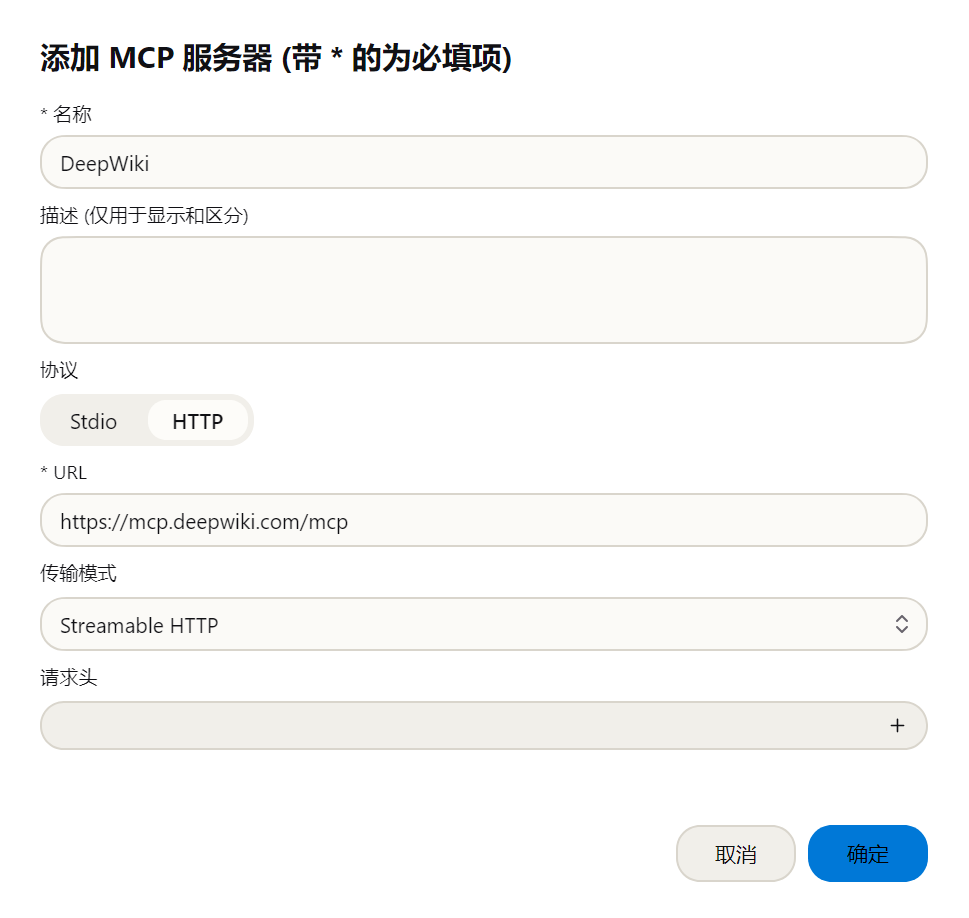 添加 MCP 服务器 (带 * 的为必填项)
* 名称
DeepWiki
描述 (仅用于显示和区分)
协议
Stdio HTTP
* URL
https://mcp.deepwiki.com/mcp
传输模式
Streamable HTTP
请求头
+
取消 确定